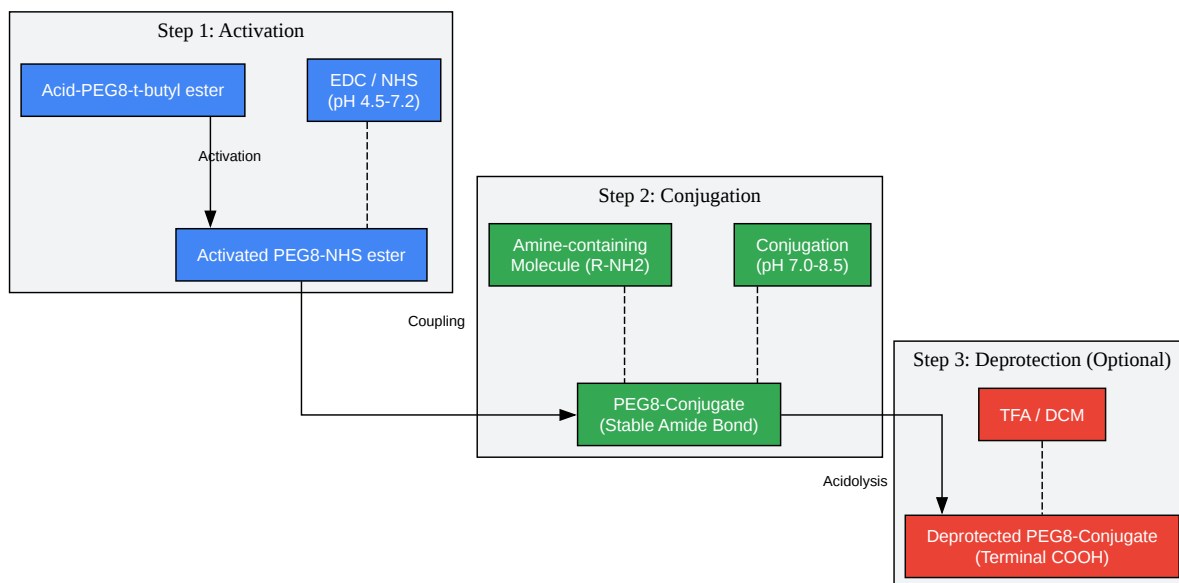 Step 1: Activation
Acid-PEG8-t-butyl ester
EDC / NHS
(pH 4.5-7.2)
Activation
Activated PEG8-NHS ester
Coupling
Step 2: Conjugation
Amine-containing
Molecule (R-NH2)
Conjugation
(pH 7.0-8.5)
PEG8-Conjugate
(Stable Amide Bond)
Acidolysis
Step 3: Deprotection (Optional)
TFA / DCM
Deprotected PEG8-Conjugate
(Terminal COOH)